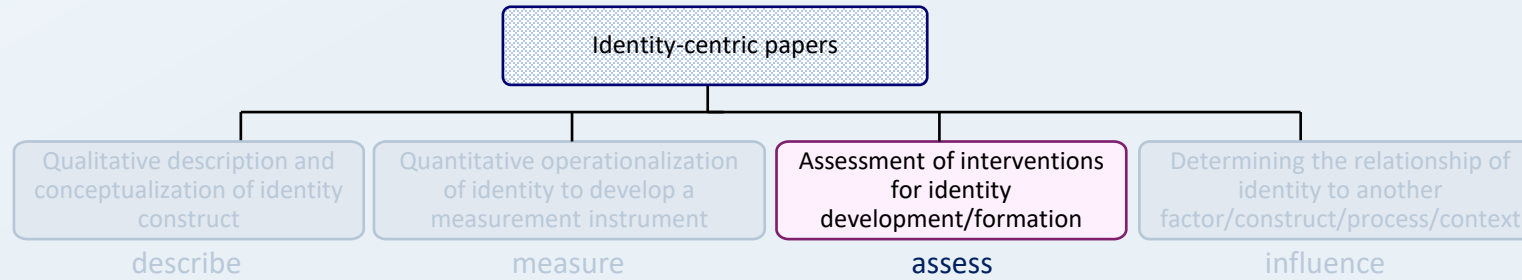 Identity-centric papers
Qualitative description and
conceptualization of identity
construct
Quantitative operationalization
of identity to develop a
measurement instrument
Assessment of interventions
for identity
development/formation
Determining the relationship of
identity to another
factor/construct/process/context
describe
measure
assess
influence